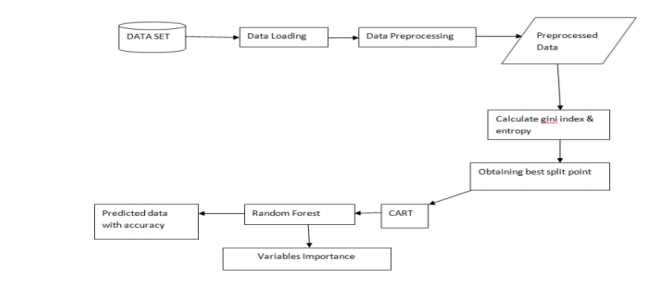 DATA SET
Data Loading
Data Preprocessing
Preprocessed
Data
Calculate gini index &
entropy
Obtaining best split point
CART
Random Forest
Predicted data
with accuracy
Variables Importance